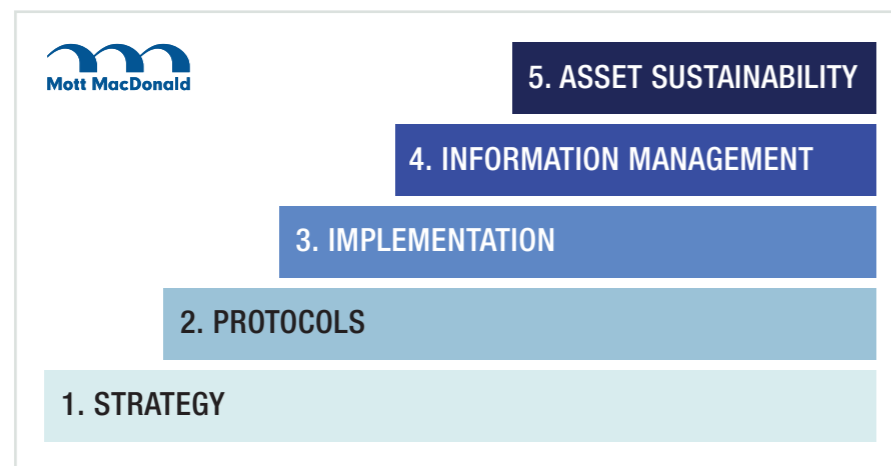 Mott MacDonald
5. ASSET SUSTAINABILITY
4. INFORMATION MANAGEMENT
3. IMPLEMENTATION
2. PROTOCOLS
1. STRATEGY